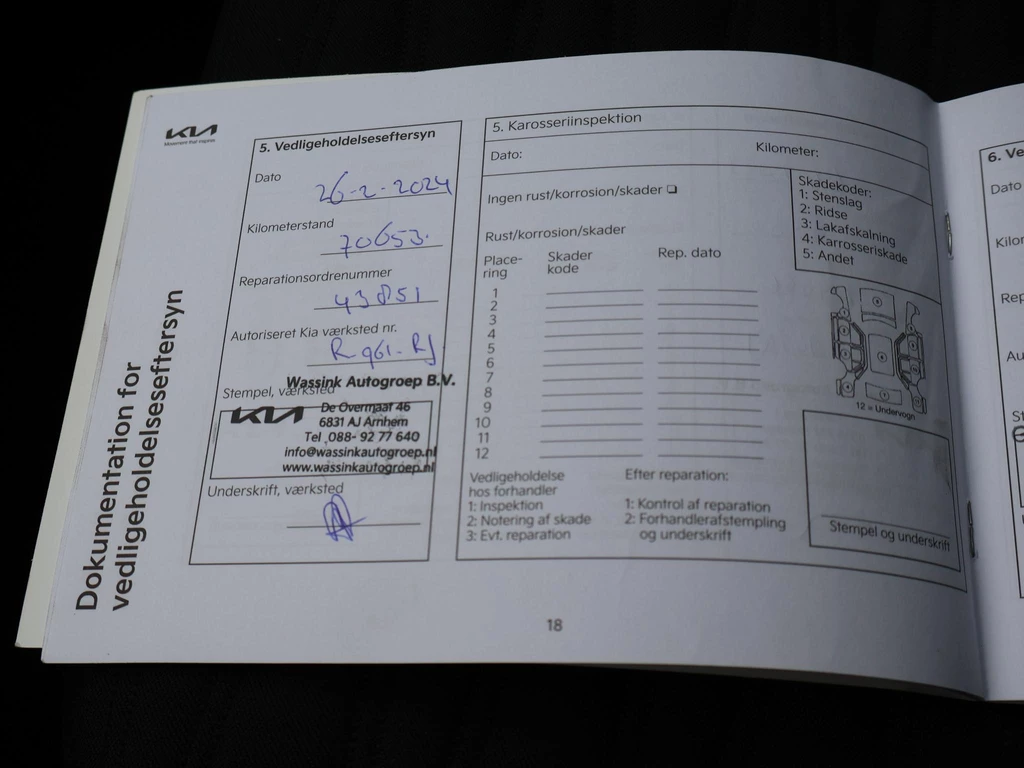 KIA
Movement that inspires
Dokumentation for
vedligeholdelseseftersyn
5. Vedligeholdelseseftersyn
Dato
26-2-2024
Kilometerstand
70653.
Reparationsordrenummer
43851
Autoriseret Kia værksted nr.
Stempel, værksted
Wassink Autogroep B.V.
KIA
De Overmaat 46
6831 AJ Arnhem
Tel .088- 92 77 640
info@wassinkautogroep.nl
www.wassinkautogroep.nl
Underskrift, værksted
5. Karosseriinspektion
Dato:
Kilometer:
Ingen rust/korrosion/skader
Skadekoder:
1: Stenslag
2: Ridse
3: Lakafskalning
4: Karrosseriskade
5: Andet
Rust/korrosion/skader
Place-
ring
Skader
kode
Rep. dato
1
2
3
4
5
6
7
8
9
10
11
12
12 = Undervogn
Vedligeholdelse
hos forhandler
1: Inspektion
2: Notering af skade
3: Evt. reparation
Efter reparation:
1: Kontrol af reparation
2: Forhandlerafstempling
og underskrift
Stempel og underskrift
18
6. Ve
Dato
Kilor
Rep
Au